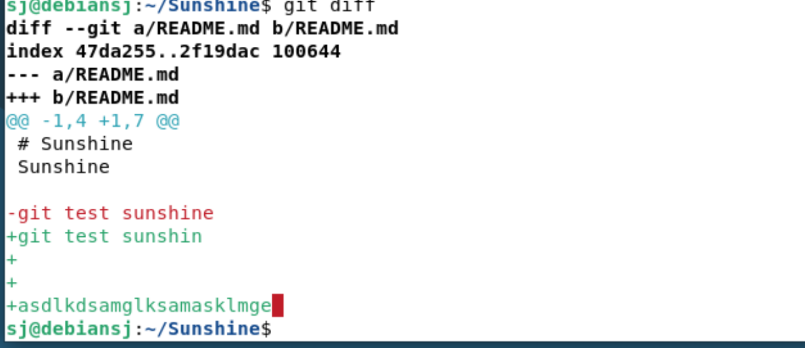 sj@debiansj:~/Sunshine$ git diff
diff --git a/README.md b/README.md
index 47da255..2f19dac 100644
--- a/README.md
+++ b/README.md
@@ -1,4 +1,7 @@
 # Sunshine
 Sunshine

-git test sunshine
+git test sunshin
+
+
+asdlkdsamglksamasklmge
sj@debiansj:~/Sunshine$